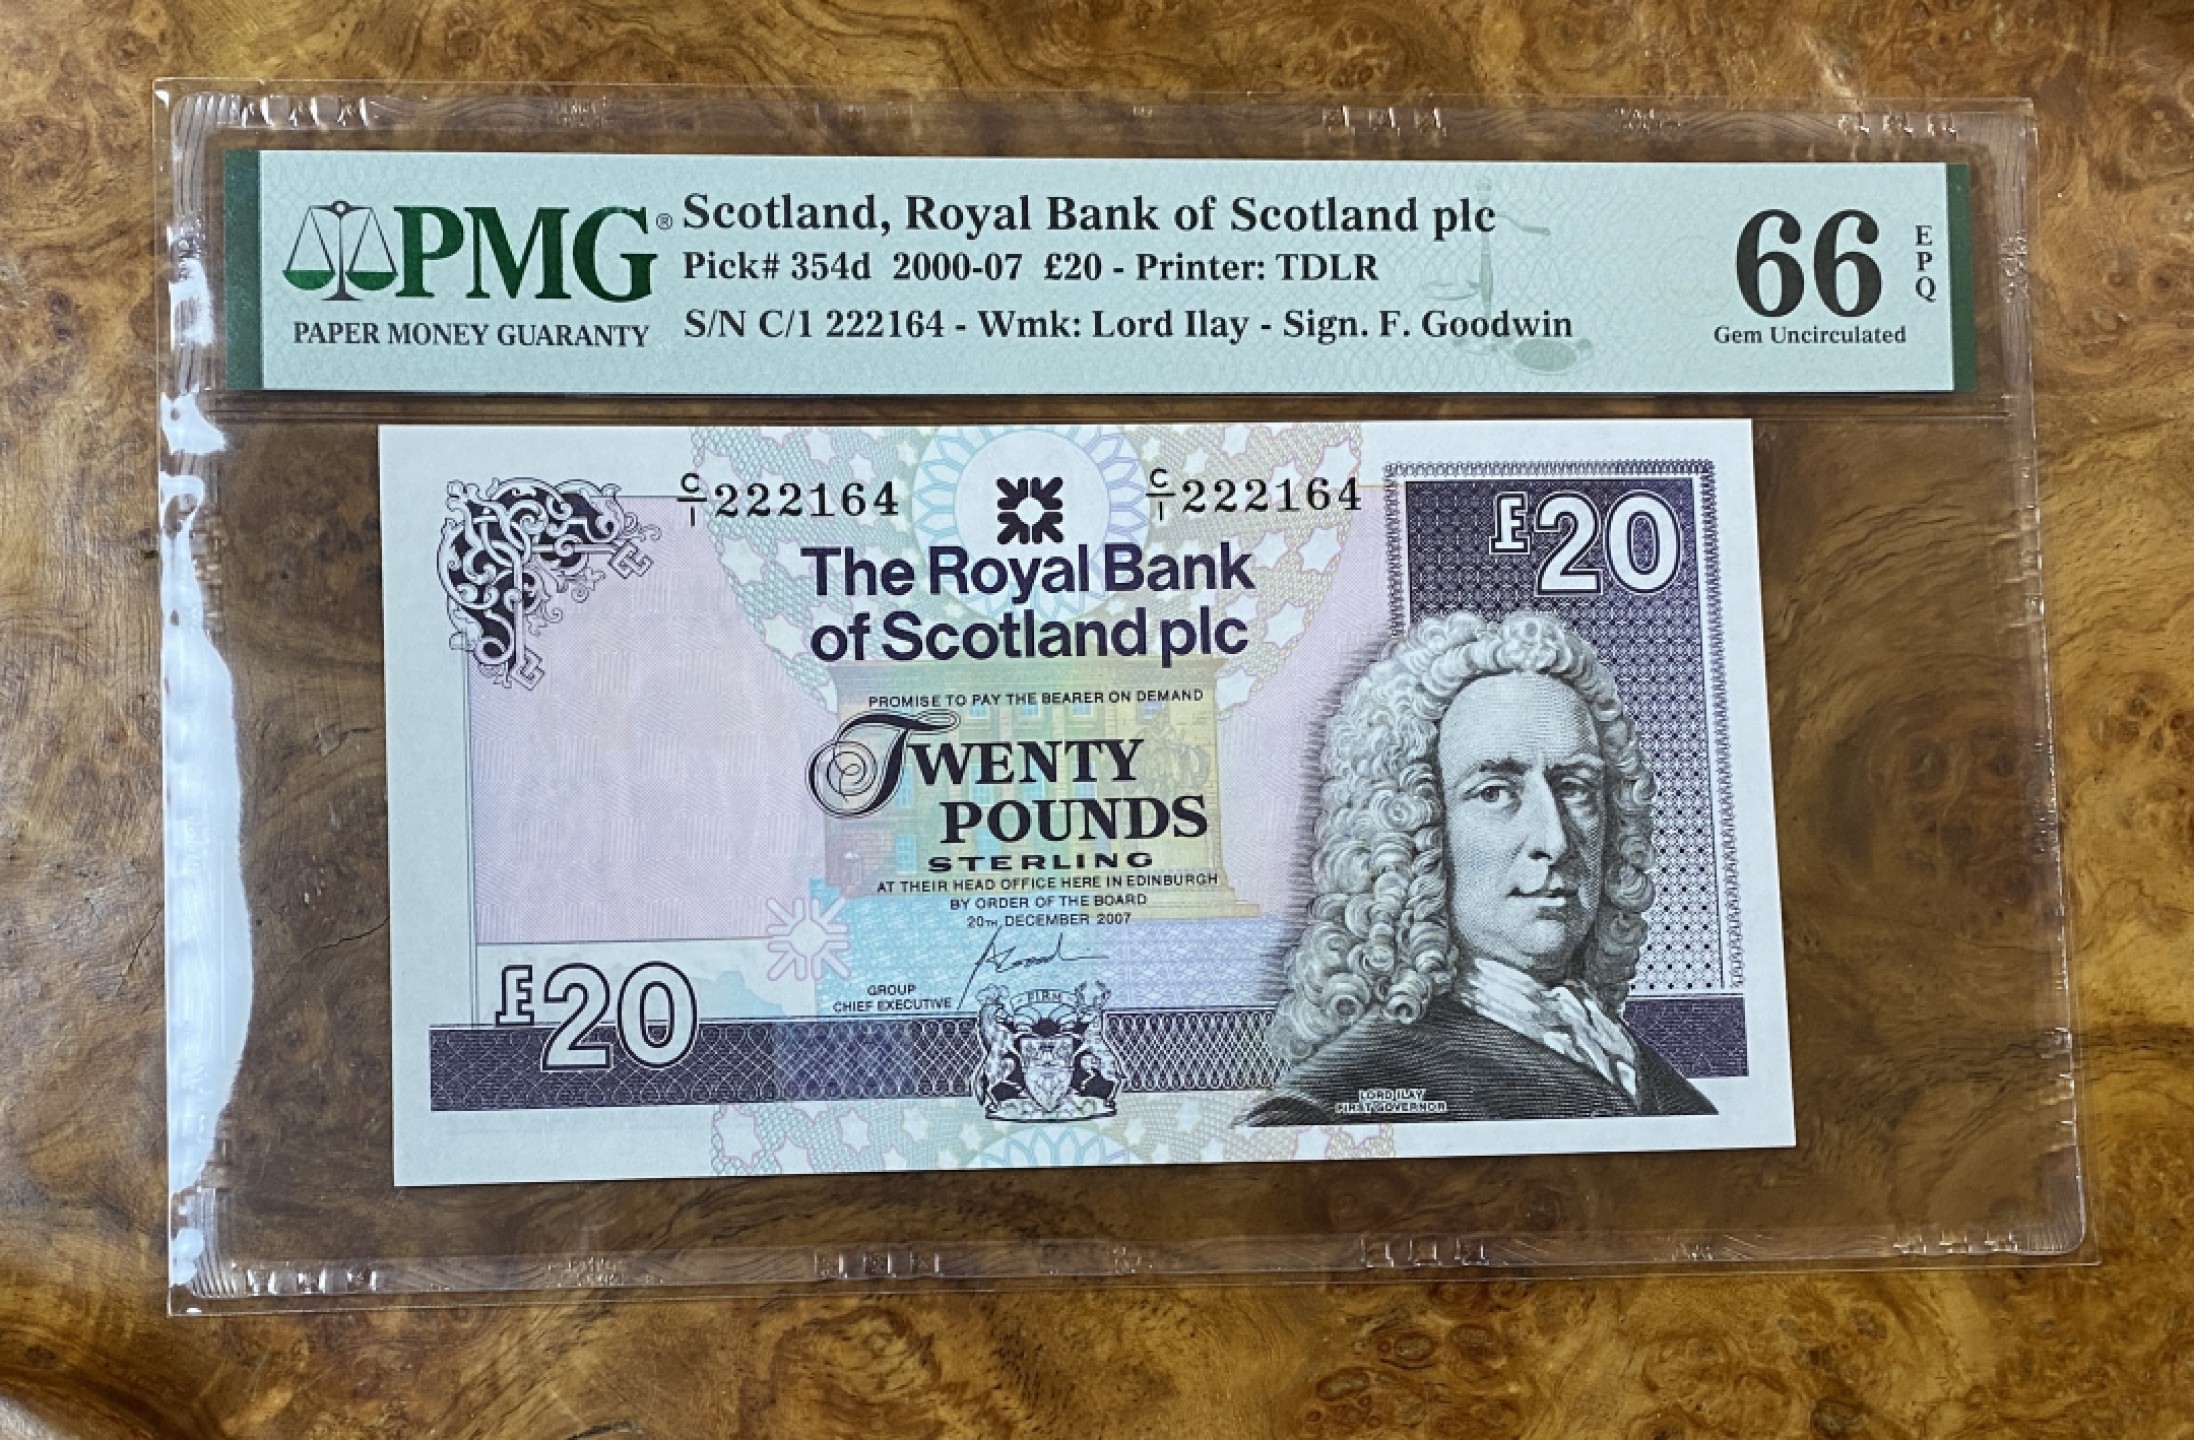 PMG®
PAPER MONEY GUARANTY
Scotland, Royal Bank of Scotland plc
Pick# 354d 2000-07 £20 - Printer: TDLR
S/N C/1 222164 - Wmk: Lord Ilay - Sign. F. Goodwin
66 EPQ
Gem Uncirculated
C/1 222164
C/1 222164
£20
The Royal Bank
of Scotland plc
PROMISE TO PAY THE BEARER ON DEMAND
TWENTY
POUNDS
STERLING
AT THEIR HEAD OFFICE HERE IN EDINBURGH
BY ORDER OF THE BOARD
20TH DECEMBER 2007
£20
GROUP
CHIEF EXECUTIVE
FIRM
LORD ILAY
FIRST GOVERNOR